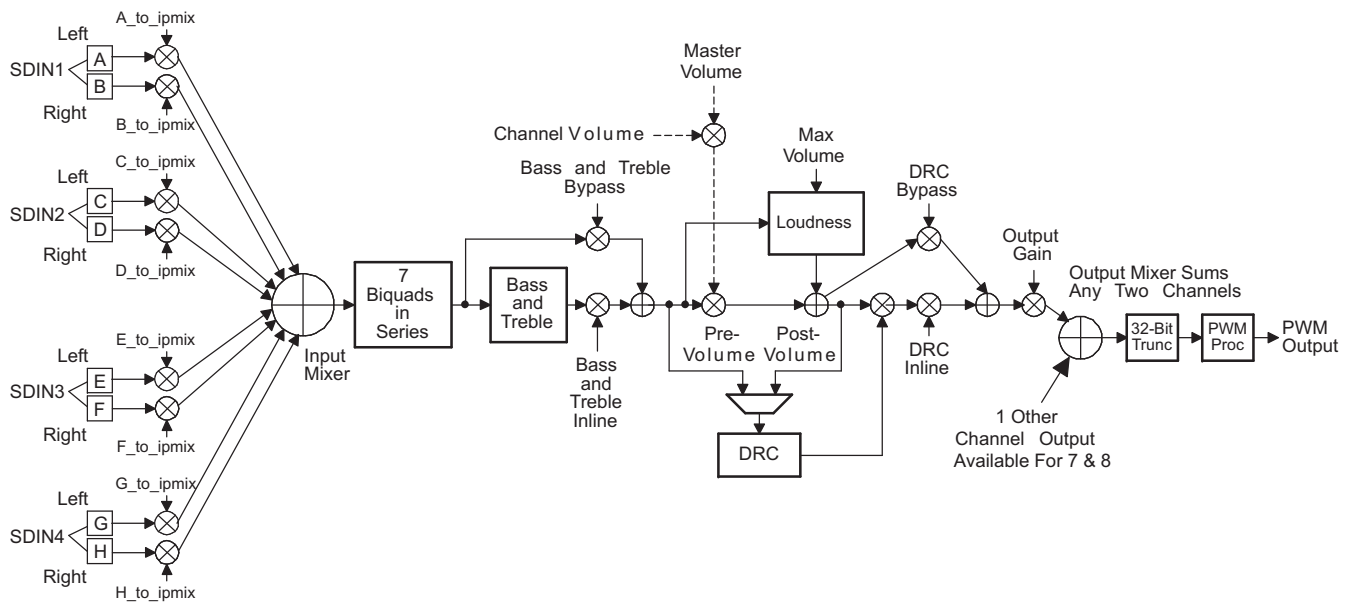 A_to_ipmix
Left
A
SDIN1
B
Right
B_to_ipmix
C_to_ipmix
Left
C
SDIN2
D
Right
D_to_ipmix
E_to_ipmix
Left
E
SDIN3
F
Right
F_to_ipmix
G_to_ipmix
Left
G
SDIN4
H
Right
H_to_ipmix
Input
Mixer
7
Biquads
in
Series
Bass and Treble
Bypass
Bass
and
Treble
Bass
and
Treble
Inline
Master
Volume
Channel Volume
Max
Volume
Loudness
Pre-
Volume
Post-
Volume
DRC
DRC
Bypass
DRC
Inline
Output
Gain
Output Mixer Sums
Any Two Channels
1 Other
Channel Output
Available For 7 & 8
32-Bit
Trunc
PWM
Proc
PWM
Output